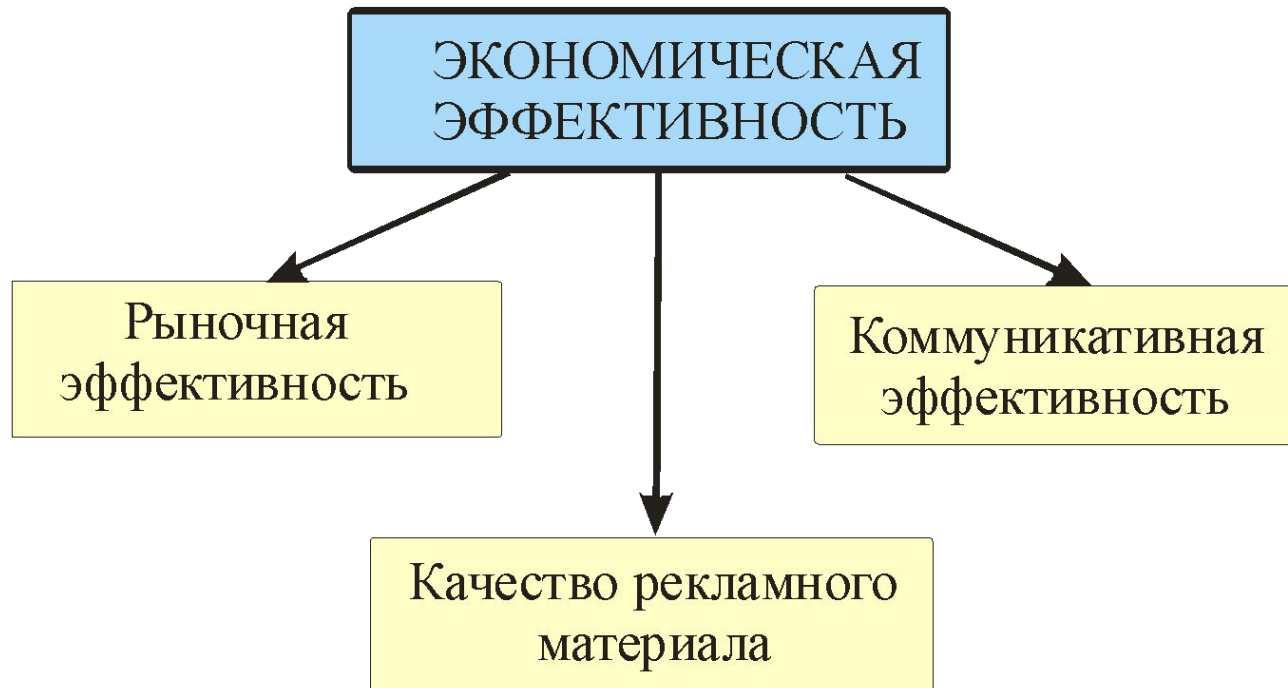 ЭКОНОМИЧЕСКАЯ
ЭФФЕКТИВНОСТЬ
Рыночная
эффективность
Коммуникативная
эффективность
Качество рекламного
материала